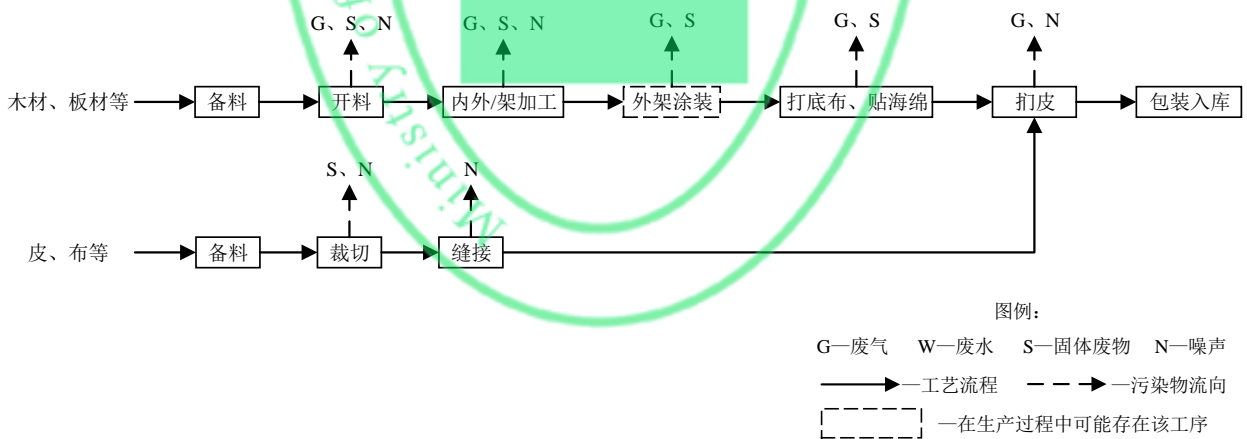 G、S、N
G、S、N
G、S
G、S
G、N
木材、板材等
备料
开料
内外/架加工
外架涂装
打底布、贴海绵
扪皮
包装入库
S、N
N
皮、布等
备料
裁切
缝接
Ministry of
图例：
G—废气 W—废水 S—固体废物 N—噪声
—工艺流程 —污染物流向
—在生产过程中可能存在该工序